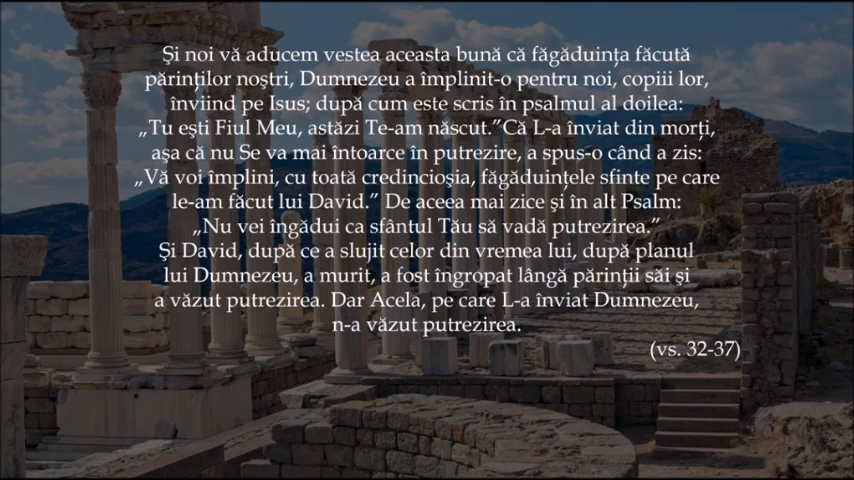 Şi noi vă aducem vestea aceasta bună că făgăduinţa făcută
părinţilor noştri, Dumnezeu a împlinit-o pentru noi, copiii lor,
înviind pe Isus; după cum este scris în psalmul al doilea:
„Tu eşti Fiul Meu, astăzi Te-am născut.”Că L-a înviat din morţi,
aşa că nu Se va mai întoarce în putrezire, a spus-o când a zis:
„Vă voi împlini, cu toată credincioşia, făgăduinţele sfinte pe care
le-am făcut lui David.” De aceea mai zice şi în alt Psalm:
„Nu vei îngădui ca sfântul Tău să vadă putrezirea.”
Şi David, după ce a slujit celor din vremea lui, după planul
lui Dumnezeu, a murit, a fost îngropat lângă părinţii săi şi
a văzut putrezirea. Dar Acela, pe care L-a înviat Dumnezeu,
n-a văzut putrezirea.
(vs. 32-37)